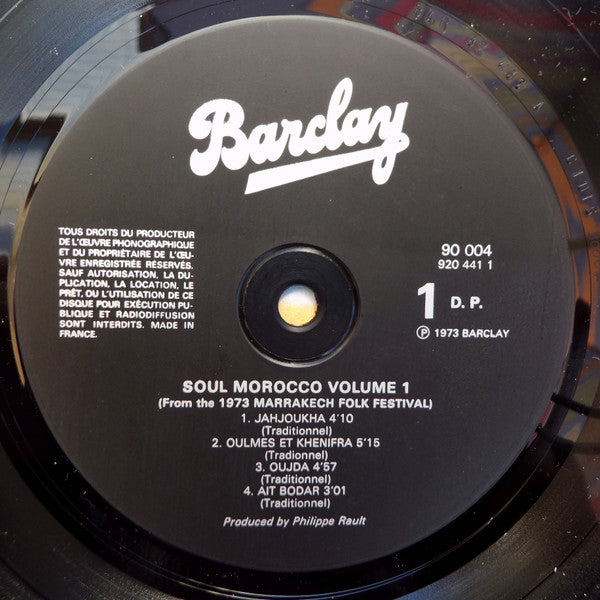 Barclay
TOUS DROITS DU PRODUCTEUR
DE L'ŒUVRE PHONOGRAPHIQUE
ET DU PROPRIÉTAIRE DE L'ŒU-
VRE ENREGISTRÉE RÉSERVÉS.
SAUF AUTORISATION, LA DU-
PLICATION, LA LOCATION, LE
PRÊT, OU L'UTILISATION DE CE
DISQUE POUR EXÉCUTION PU-
BLIQUE ET RADIODIFFUSION
SONT INTERDITS. MADE IN
FRANCE.
90 004
920 441 1
1 D. P.
Ⓟ 1973 BARCLAY
SOUL MOROCCO VOLUME 1
(From the 1973 MARRAKECH FOLK FESTIVAL)
1. JAHJOUKHA 4'10
(Traditionnel)
2. OULMES ET KHENIFRA 5'15
(Tradionnel)
3. OUJDA 4'57
(Traditionnel)
4. AIT BODAR 3'01
(Traditionnel)
Produced by Philippe Rault